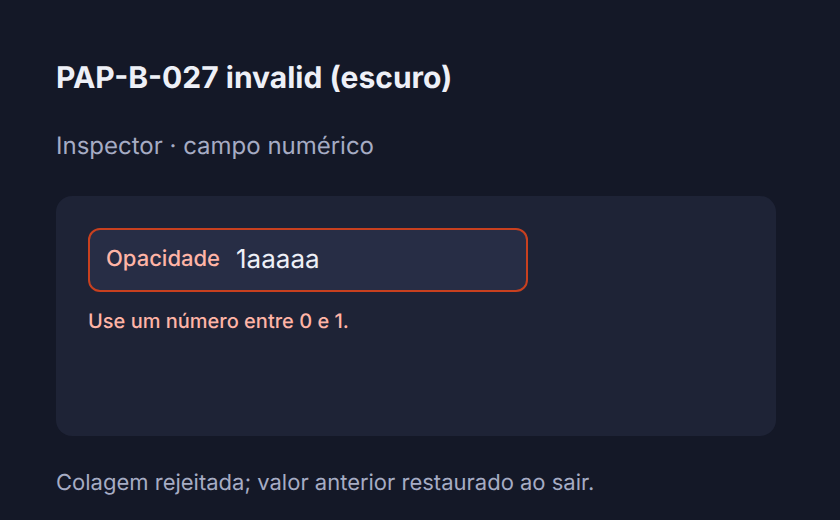 PAP-B-027 invalid (escuro)
Inspector · campo numérico
Opacidade 1aaaaa
Use um número entre 0 e 1.
Colagem rejeitada; valor anterior restaurado ao sair.